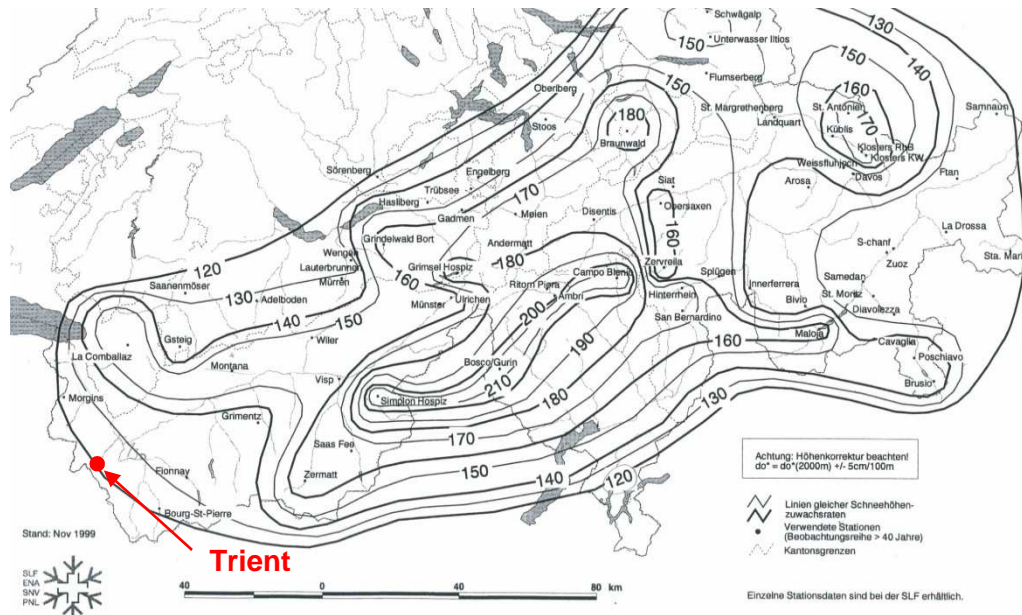 Schwägalp
Unterwasser Iltios
130
150
140
150
150
Flumserberg
Oberiberg
160
St. Antönien
St. Margrethenberg
Samnaun
Landquart
170
Küblis
Stoos
180
Braunwald
Klosters RhB
Klosters KW
Weissfluhjoch
Davos
Ftan
Sörenberg
Engelberg
Trübsee
170
Siat
Arosa
Hasliberg
Obersaxen
Gadmen
Meien
Disentis
La Drossa
160
S-chanf
Zuoz
Sta. Mari
Grindelwald Bort
Andermatt
Wengen
Lauterbrunnen
Mürren
Grimsel Hospiz
180
Campo Blenio
Zervreila
Splügen
Samedan
120
160
Ritom Piora
Innerferrera
St. Moritz
Saanenmöser
130
Adelboden
Münster
Ulrichen
Ambri
Hinterrhein
Bivio
Diavolezza
200
San Bernardino
140
150
Maloja
Gsteig
Wiler
190
160
Cavaglia
Poschiavo
La Comballaz
Montana
Bosco/Gurin
Visp
210
Brusio
Morgins
Simplon Hospiz
180
130
Grimentz
170
Saas Fee
Fionnay
Zermatt
150
140
120
Achtung: Höhenkorrektur beachten!
do* = do*(2000m) +/- 5cm/100m
Bourg-St-Pierre
Linien gleicher Schneehöhen-
zuwachsraten
Verwendete Stationen
(Beobachtungsreihe > 40 Jahre)
Kantonsgrenzen
Stand: Nov 1999
Trient
SLF
ENA
SNV
PNL
40 0 40 80 km
Einzelne Stationsdaten sind bei der SLF erhältlich.